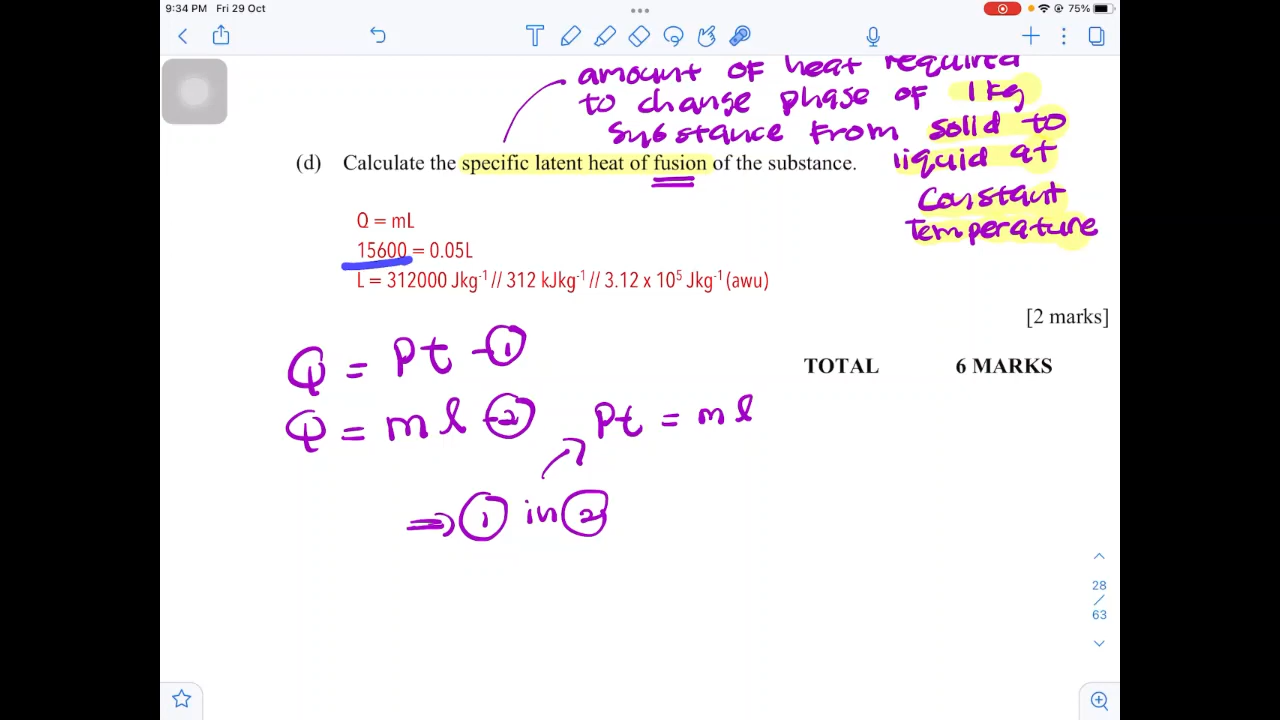 9:34 PM Fri 29 Oct
75%
amount of heat required
to change phase of 1kg
substance from solid to
liquid at
constant
temperature
(d) Calculate the specific latent heat of fusion of the substance.
Q = mL
15600 = 0.05L
L = 312000 Jkg⁻¹ // 312 kJkg⁻¹ // 3.12 x 10⁵ Jkg⁻¹ (awu)
[2 marks]
TOTAL 6 MARKS
Q = Pt - ①
Q = ml - ②
Pt = ml
⇒ ① in ②
28
/
63